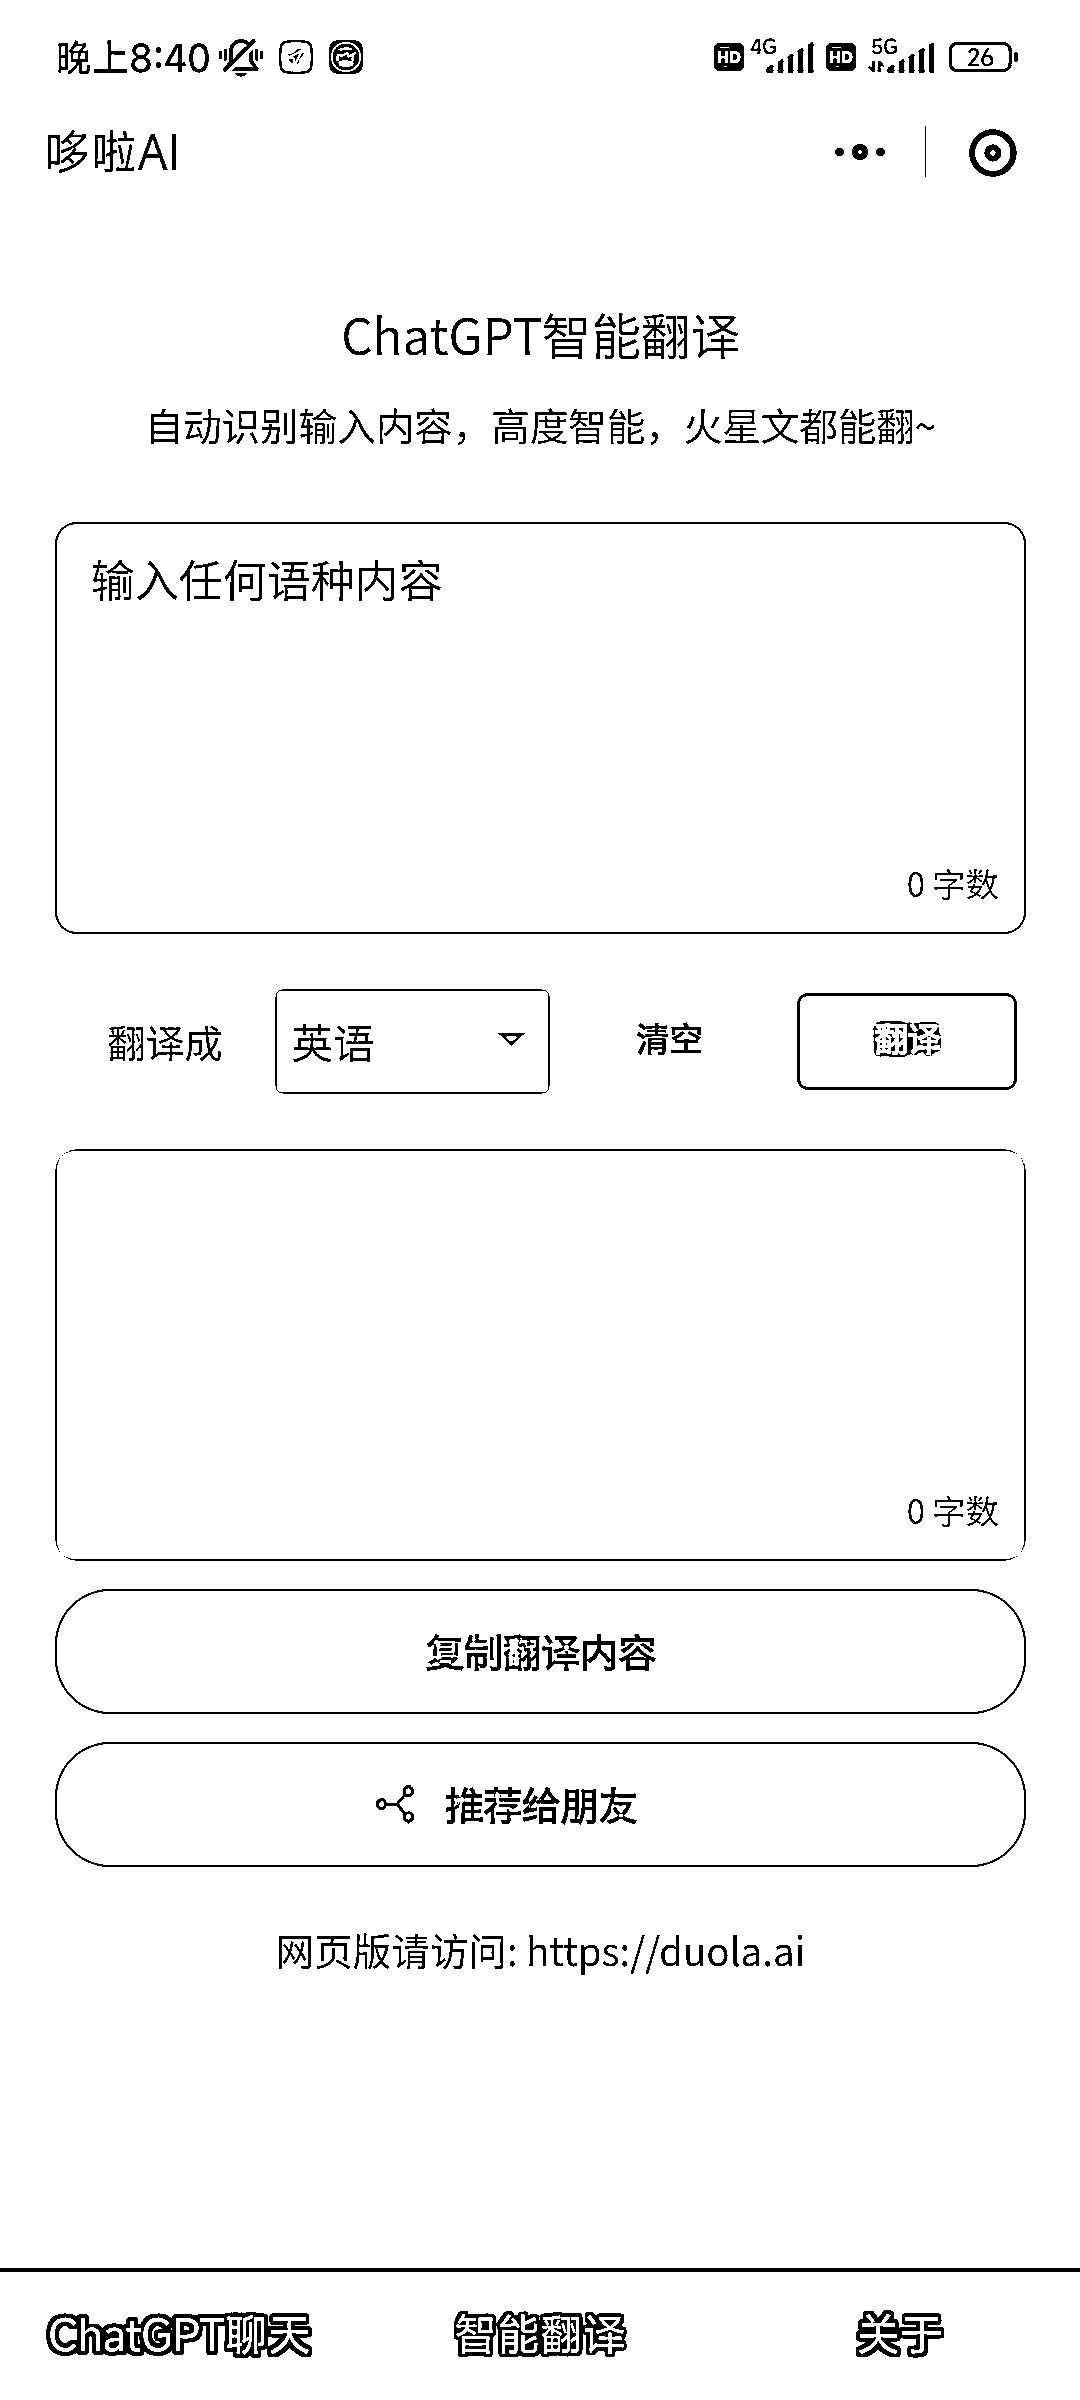 晚上8:40 HD 4G HD 5G 26
哆啦AI
ChatGPT智能翻译
自动识别输入内容，高度智能，火星文都能翻~
输入任何语种内容
0 字数
翻译成 英语 清空 翻译
0 字数
复制翻译内容
推荐给朋友
网页版请访问: https://duola.ai
ChatGPT聊天 智能翻译 关于